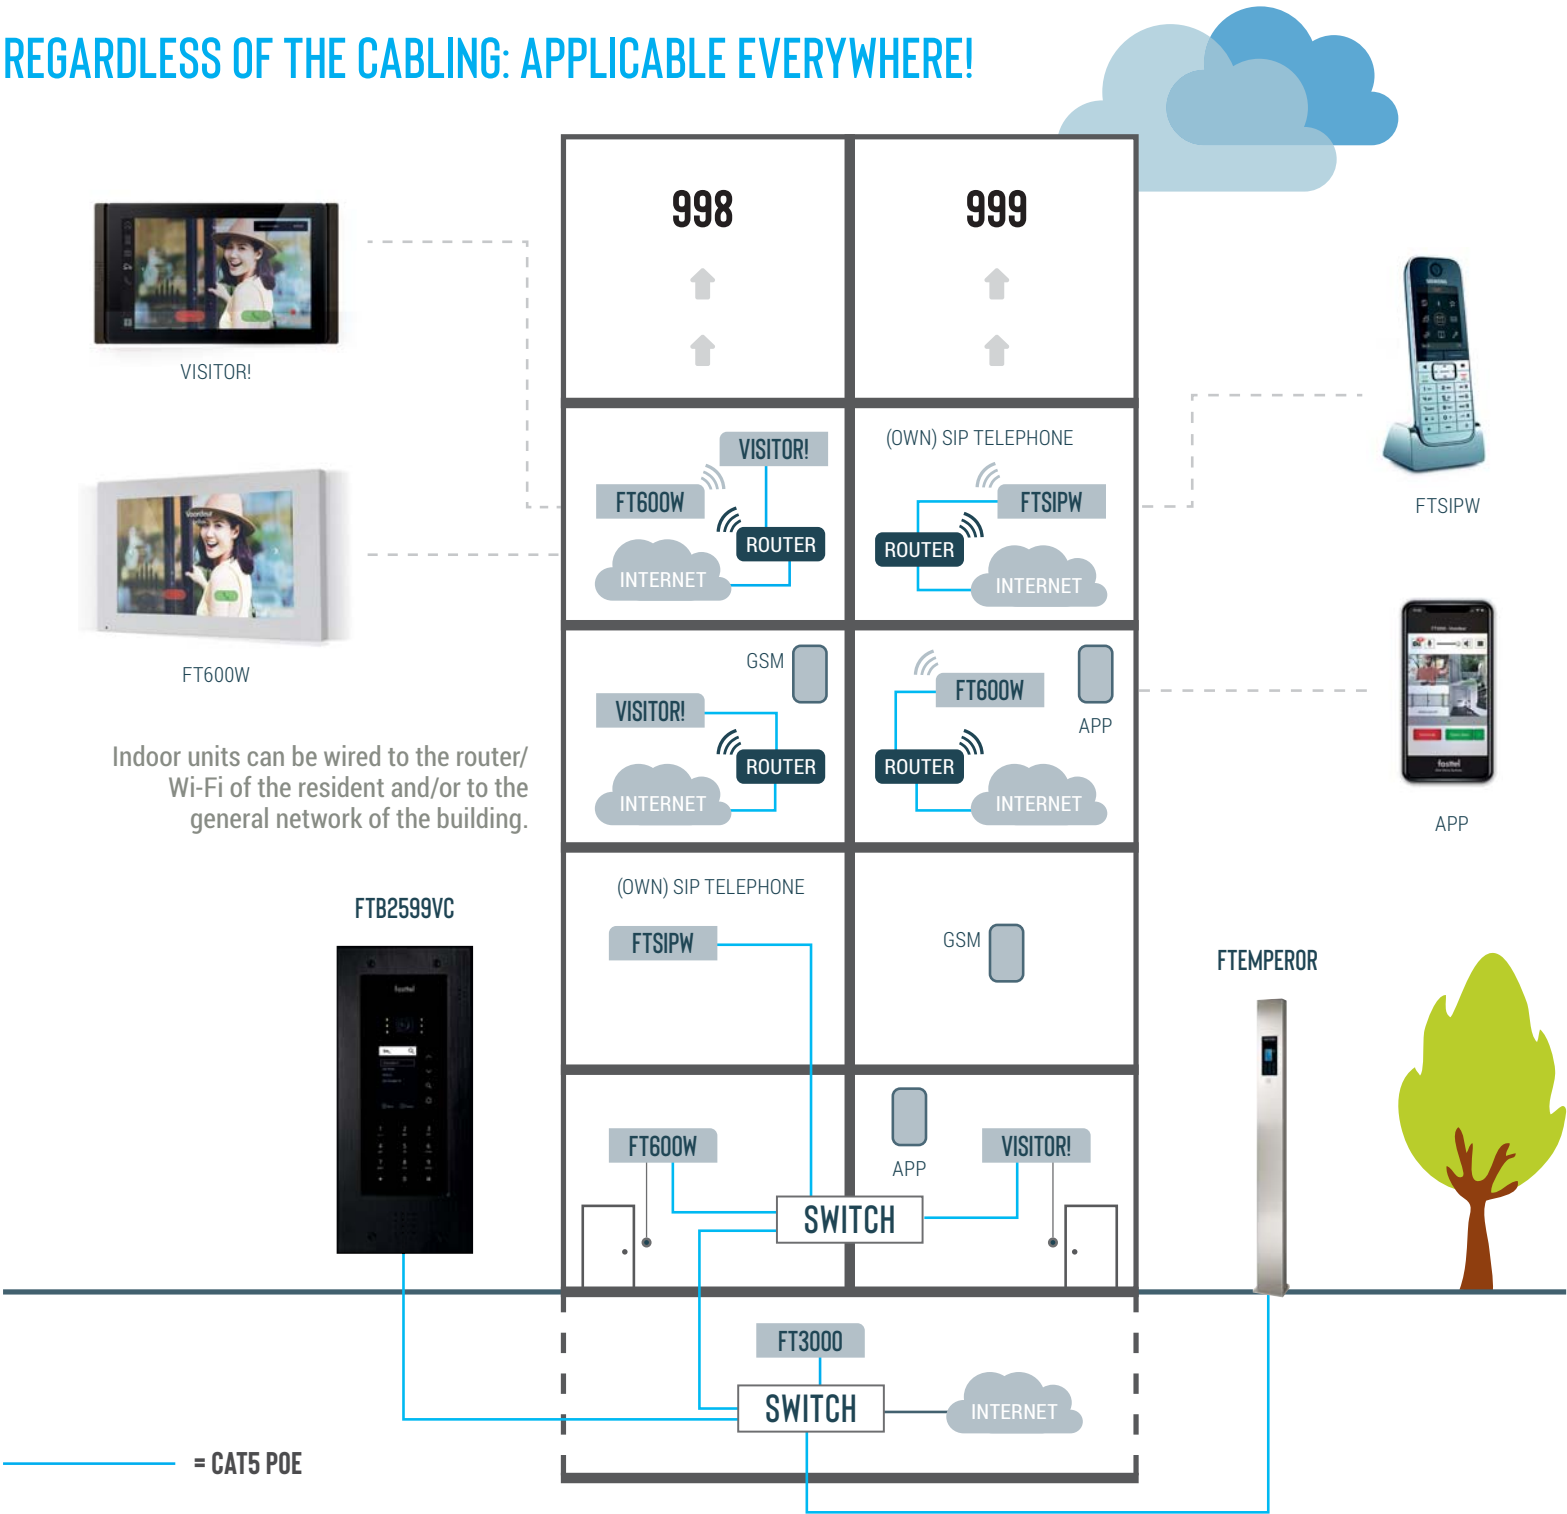 REGARDLESS OF THE CABLING: APPLICABLE EVERYWHERE!
998
999
VISITOR!
(OWN) SIP TELEPHONE
VISITOR!
FT600W
FTSIPW
ROUTER
ROUTER
INTERNET
INTERNET
FTSIPW
Voordeur
FT600W
GSM
FT600W
VISITOR!
APP
ROUTER
ROUTER
INTERNET
INTERNET
fasttel
APP
Indoor units can be wired to the router/
Wi-Fi of the resident and/or to the
general network of the building.
(OWN) SIP TELEPHONE
FTB2599VC
FTSIPW
GSM
FTEMPEROR
fasttel
FT600W
VISITOR!
APP
SWITCH
FT3000
SWITCH
INTERNET
= CAT5 POE